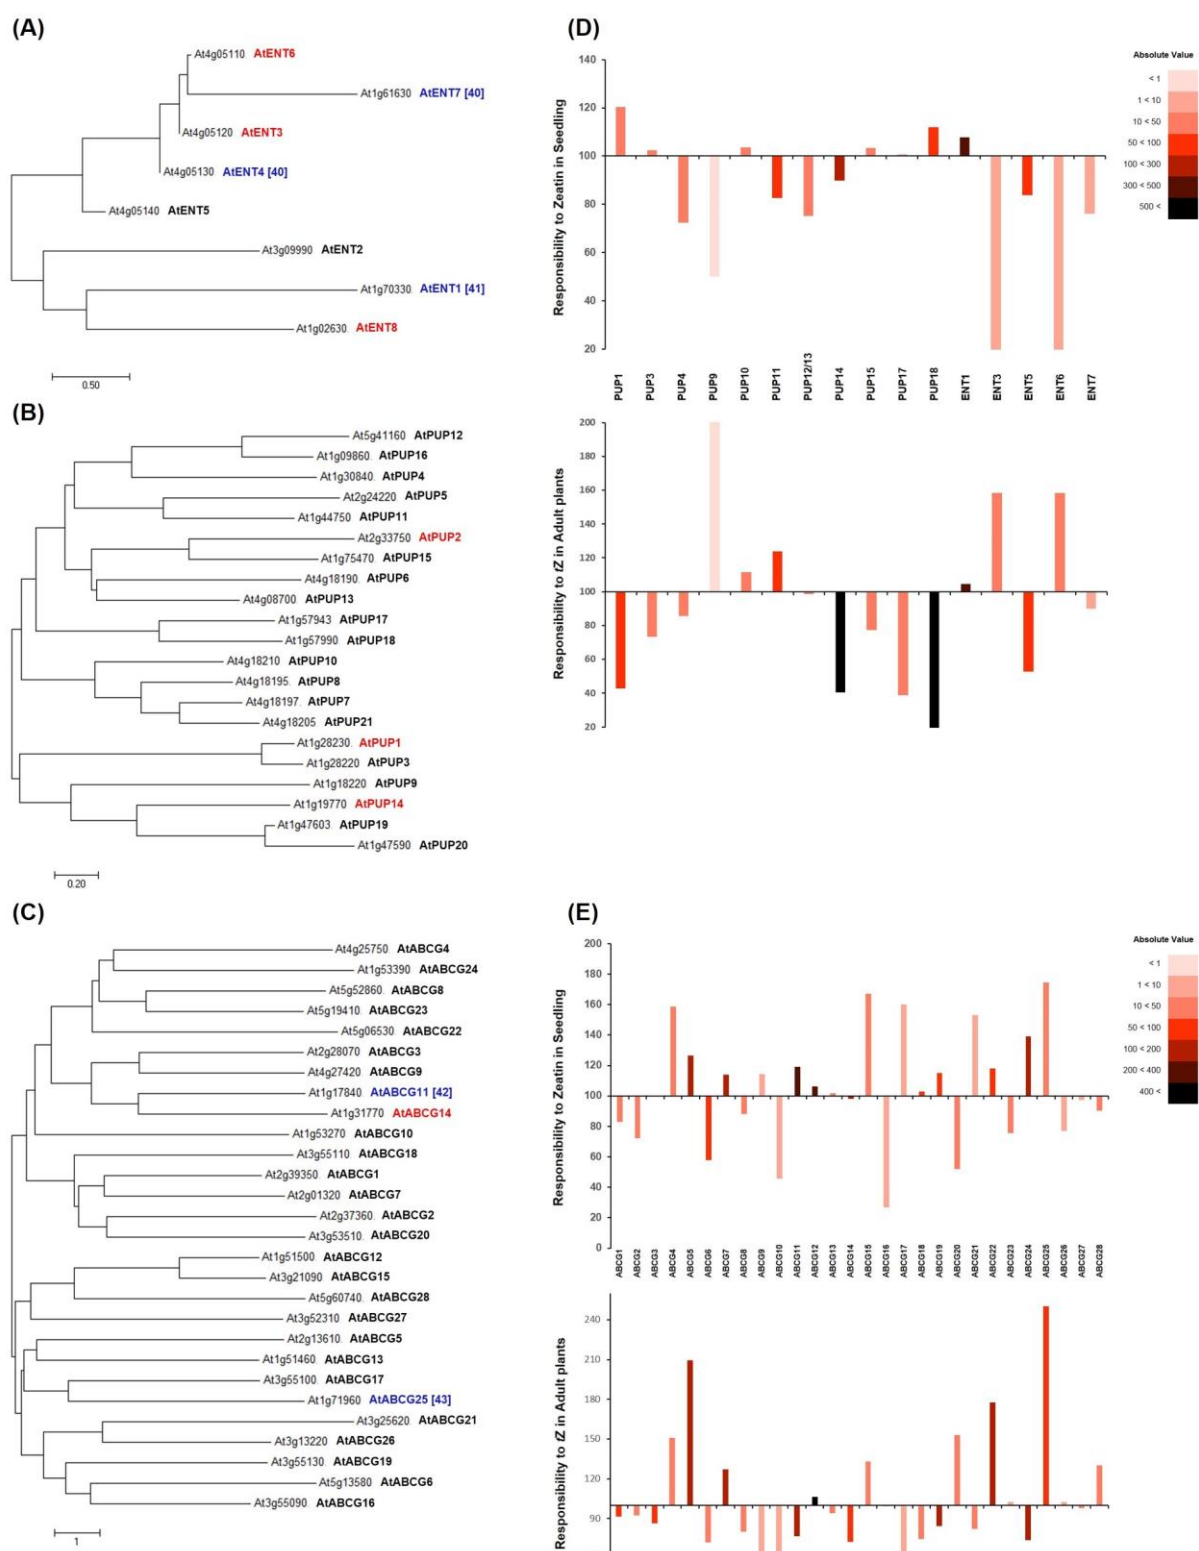 (A)
At4g05110 AtENT6
At1g61630 AtENT7 [40]
At4g05120 AtENT3
At4g05130 AtENT4 [40]
At4g05140 AtENT5
At3g09990 AtENT2
At1g70330. AtENT1 [41]
At1g02630. AtENT8
0.50
(B)
At5g41160 AtPUP12
At1g09860. AtPUP16
At1g30840. AtPUP4
At2g24220 AtPUP5
At1g44750 AtPUP11
At2g33750 AtPUP2
At1g75470 AtPUP15
At4g18190. AtPUP6
At4g08700. AtPUP13
At1g57943 AtPUP17
At1g57990 AtPUP18
At4g18210 AtPUP10
At4g18195. AtPUP8
At4g18197. AtPUP7
At4g18205 AtPUP21
At1g28230. AtPUP1
At1g28220 AtPUP3
At1g18220 AtPUP9
At1g19770 AtPUP14
At1g47603. AtPUP19
At1g47590 AtPUP20
0.20
(C)
At4g25750 AtABCG4
At1g53390 AtABCG24
At5g52860. AtABCG8
At5g19410. AtABCG23
At5g06530 AtABCG22
At2g28070 AtABCG3
At4g27420 AtABCG9
At1g17840 AtABCG11 [42]
At1g31770 AtABCG14
At1g53270 AtABCG10
At3g55110. AtABCG18
At2g39350. AtABCG1
At2g01320 AtABCG7
At2g37360. AtABCG2
At3g53510. AtABCG20
At1g51500 AtABCG12
At3g21090 AtABCG15
At5g60740. AtABCG28
At3g52310 AtABCG27
At2g13610. AtABCG5
At1g51460. AtABCG13
At3g55100. AtABCG17
At1g71960 AtABCG25 [43]
At3g25620. AtABCG21
At3g13220 AtABCG26
At3g55130. AtABCG19
At5g13580 AtABCG6
At3g55090. AtABCG16
1
(D)
Responsibility to Zeatin in Seedling
140
120
100
80
60
40
20
PUP1
PUP3
PUP4
PUP9
PUP10
PUP11
PUP12/13
PUP14
PUP15
PUP17
PUP18
ENT1
ENT3
ENT5
ENT6
ENT7
Absolute Value
< 1
1 < 10
10 < 50
50 < 100
100 < 300
300 < 500
500 <
Responsibility to tZ in Adult plants
200
180
160
140
120
100
80
60
40
20
(E)
Responsibility to Zeatin in Seedling
200
180
160
140
120
100
80
60
40
20
0
ABCG1
ABCG2
ABCG3
ABCG4
ABCG5
ABCG6
ABCG7
ABCG8
ABCG9
ABCG10
ABCG11
ABCG12
ABCG13
ABCG14
ABCG15
ABCG16
ABCG17
ABCG18
ABCG19
ABCG20
ABCG21
ABCG22
ABCG23
ABCG24
ABCG25
ABCG26
ABCG27
ABCG28
Absolute Value
< 1
1 < 10
10 < 50
50 < 100
100 < 200
200 < 400
400 <
Responsibility to tZ in Adult plants
240
210
180
150
120
90